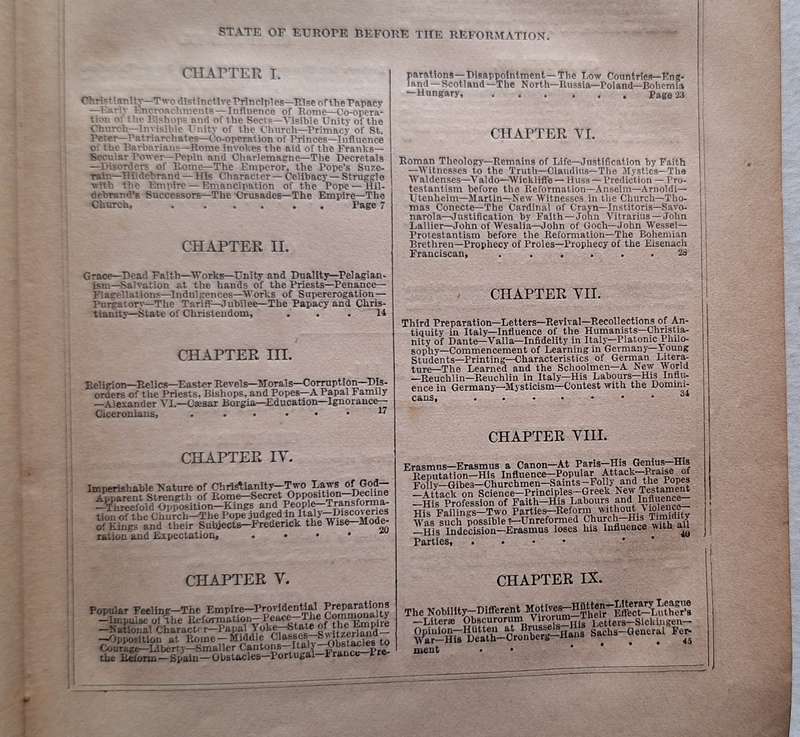 STATE OF EUROPE BEFORE THE REFORMATION.
CHAPTER I.
Christianity—Two distinctive Principles—Rise of the Papacy
—Early Encroachments—Influence of Rome—Co-opera-
tion of the Bishops and of the Sects—Visible Unity of the
Church—Invisible Unity of the Church—Primacy of St.
Peter—Patriarchates—Co-operation of Princes—Influence
of the Barbarians—Rome invokes the aid of the Franks—
Secular Power—Pepin and Charlemagne—The Decretals
—Disorders of Rome—The Emperor, the Pope's Suze-
rain—Hildebrand—His Character—Celibacy—Struggle
with the Empire—Emancipation of the Pope—Hil-
debrand's Successors—The Crusades—The Empire—The
Church, . . . . . . Page 7
CHAPTER II.
Grace—Dead Faith—Works—Unity and Duality—Pelagian-
ism—Salvation at the hands of the Priests—Penance—
Flagellations—Indulgences—Works of Supererogation—
Purgatory—The Tariff—Jubilee—The Papacy and Chris-
tianity—State of Christendom, . . . 14
CHAPTER III.
Religion—Relics—Easter Revels—Morals—Corruption—Dis-
orders of the Priests, Bishops, and Popes—A Papal Family
—Alexander VI.—Cæsar Borgia—Education—Ignorance—
Ciceronians, . . . . . . 17
CHAPTER IV.
Imperishable Nature of Christianity—Two Laws of God—
Apparent Strength of Rome—Secret Opposition—Decline
—Threefold Opposition—Kings and People—Transforma-
tion of the Church—The Pope judged in Italy—Discoveries
of Kings and their Subjects—Frederick the Wise—Mode-
ration and Expectation, . . . . 20
CHAPTER V.
Popular Feeling—The Empire—Providential Preparations
—Impulse of the Reformation—Peace—The Commonalty
—National Character—Papal Yoke—State of the Empire
—Opposition at Rome—Middle Classes—Switzerland—
Courage—Liberty—Smaller Cantons—Italy—Obstacles to
the Reform—Spain—Obstacles—Portugal—France—Pre-
parations—Disappointment—The Low Countries—Eng-
land—Scotland—The North—Russia—Poland—Bohemia
—Hungary, . . . . . . Page 23
CHAPTER VI.
Roman Theology—Remains of Life—Justification by Faith
—Witnesses to the Truth—Claudius—The Mystics—The
Waldenses—Valdo—Wickliffe—Huss—Prediction—Pro-
testantism before the Reformation—Anselm—Arnoldi—
Utenheim—Martin—New Witnesses in the Church—Tho-
mas Conecte—The Cardinal of Crayn—Institoris—Savo-
narola—Justification by Faith—John Vitrarius—John
Lallier—John of Wesalia—John of Goch—John Wessel—
Protestantism before the Reformation—The Bohemian
Brethren—Prophecy of Proles—Prophecy of the Eisenach
Franciscan, . . . . . . 28
CHAPTER VII.
Third Preparation—Letters—Revival—Recollections of An-
tiquity in Italy—Influence of the Humanists—Christia-
nity of Dante—Valla—Infidelity in Italy—Platonic Philo-
sophy—Commencement of Learning in Germany—Young
Students—Printing—Characteristics of German Litera-
ture—The Learned and the Schoolmen—A New World
—Reuchlin—Reuchlin in Italy—His Labours—His Influ-
ence in Germany—Mysticism—Contest with the Domini-
cans, . . . . . . . 34
CHAPTER VIII.
Erasmus—Erasmus a Canon—At Paris—His Genius—His
Reputation—His Influence—Popular Attack—Praise of
Folly—Gibes—Churchmen—Saints—Folly and the Popes
—Attack on Science—Principles—Greek New Testament
—His Profession of Faith—His Labours and Influence—
His Failings—Two Parties—Reform without Violence—
Was such possible?—Unreformed Church—His Timidity
—His Indecision—Erasmus loses his Influence with all
Parties, . . . . . . 40
CHAPTER IX.
The Nobility—Different Motives—Hütten—Literary League
—Literæ Obscurorum Virorum—Their Effect—Luther's
Opinion—Hütten at Brussels—His Letters—Sickingen—
War—His Death—Cronberg—Hans Sachs—General Fer-
ment . . . . . . 45